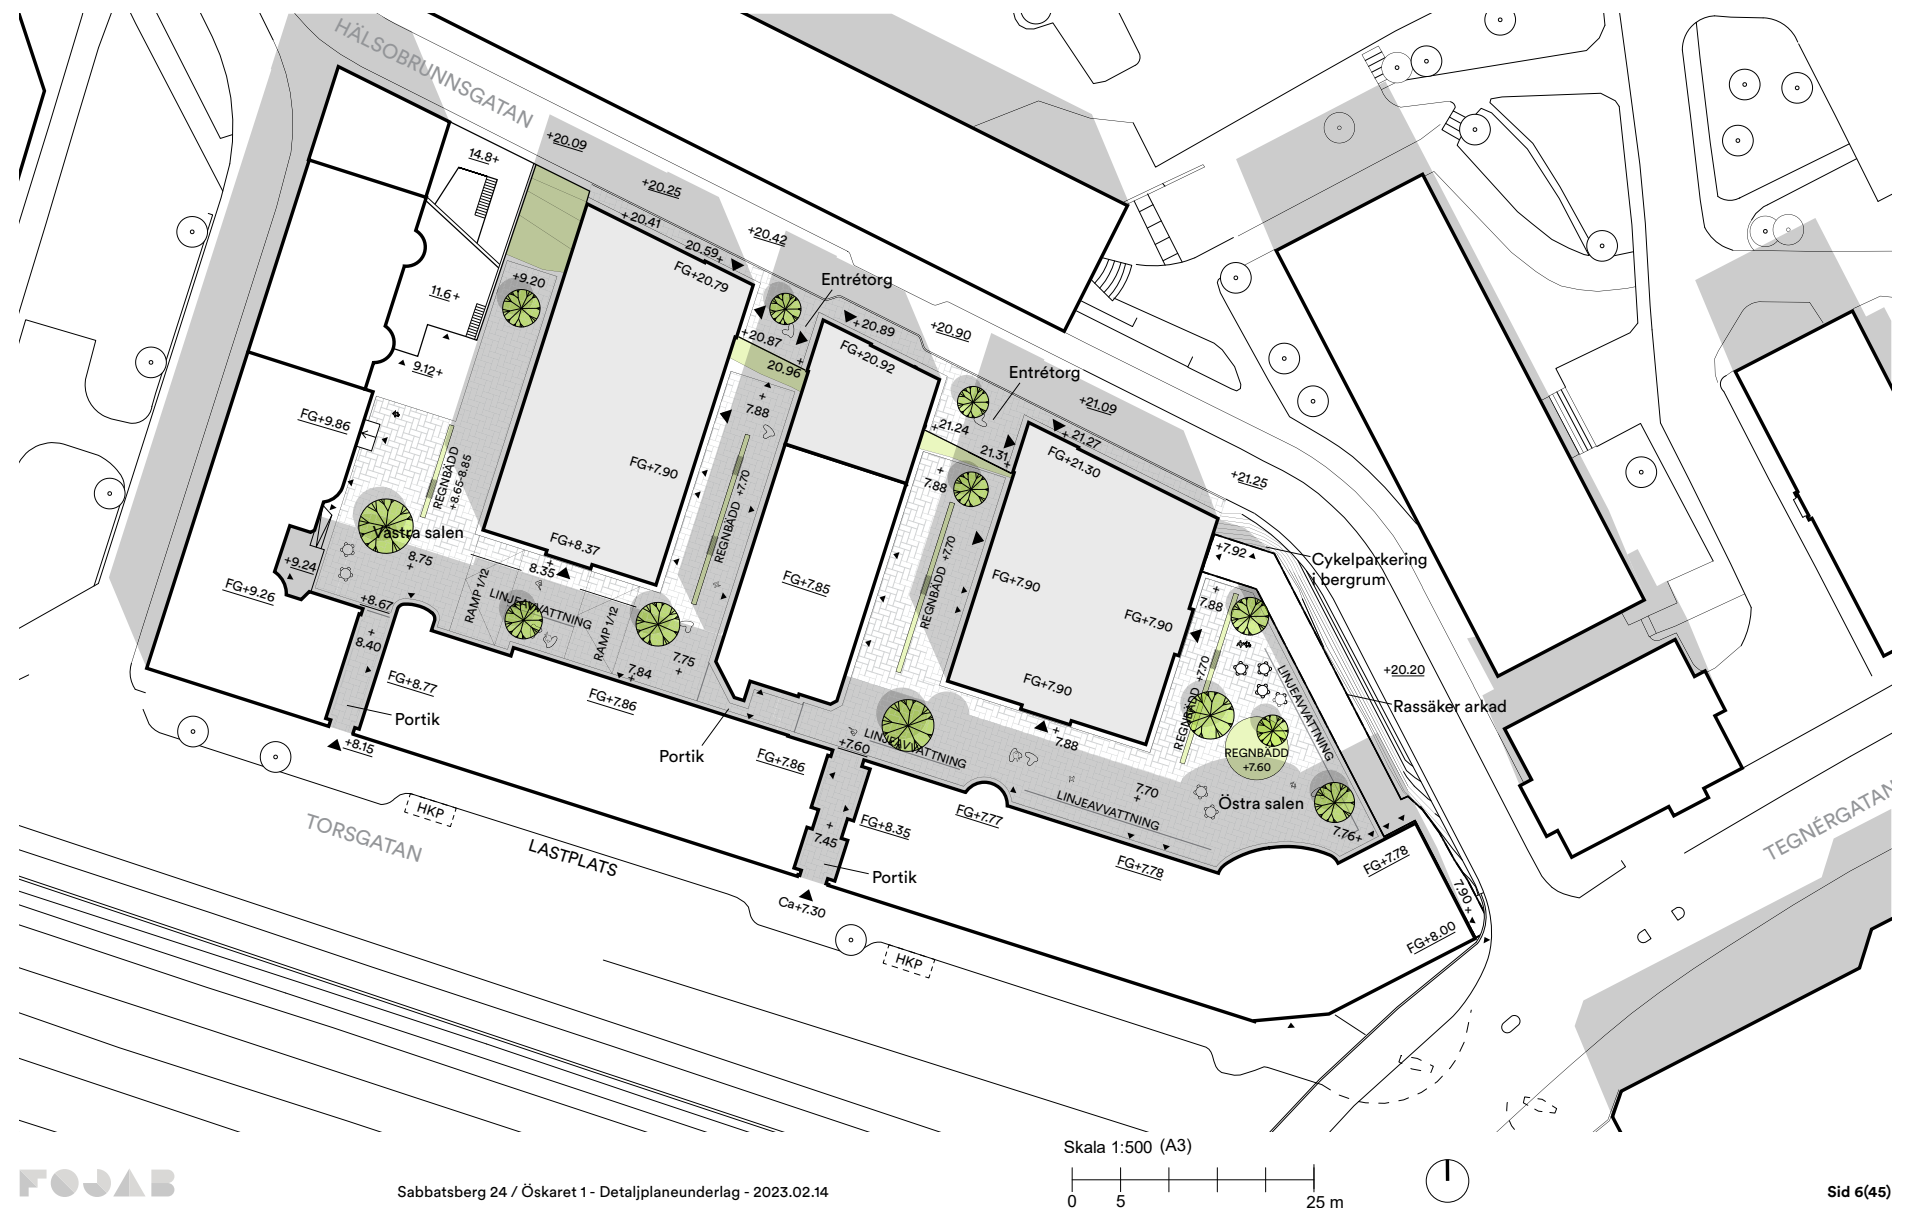 HÄLSOBRUNNSGATAN
+20.09
14.8+
+20.25
+20.41
+20.42
20.59+
FG+20.79
+9.20
Entrétorg
11.6+
+20.87
+20.89
+20.90
20.96
FG+20.92
9.12+
Entrétorg
+21.09
7.88
FG+9.86
+21.24
+21.27
21.31+
FG+21.30
REGNBÄDD
+8.65-8.85
FG+7.90
REGNBÄDD +7.70
7.88
+21.25
Västra salen
8.75
FG+8.37
8.35
+7.92
Cykelparkering
i bergrum
+9.24
FG+9.26
+8.67
RAMP 1/12
LINJEAVVATTNING
RAMP 1/12
FG+7.85
REGNBÄDD +7.70
FG+7.90
FG+7.90
7.88
8.40
FG+8.77
7.84
7.75
FG+7.86
FG+7.90
REGNBÄDD +7.70
LINJEAVVATTNING
+20.20
Rassäker arkad
Portik
+8.15
Portik
FG+7.86
+7.60
LINJEAVVATTNING
7.88
REGNBÄDD
+7.60
7.70
LINJEAVVATTNING
Östra salen
7.76+
HKP
TORSGATAN
LASTPLATS
FG+7.77
FG+8.35
7.45
Portik
FG+7.78
FG+7.78
TEGNÉRGATAN
7.90
Ca+7.30
FG+8.00
HKP
Skala 1:500 (A3)
0 5 25 m
FOJAB
Sabbatsberg 24 / Öskaret 1 - Detaljplaneunderlag - 2023.02.14
Sid 6(45)